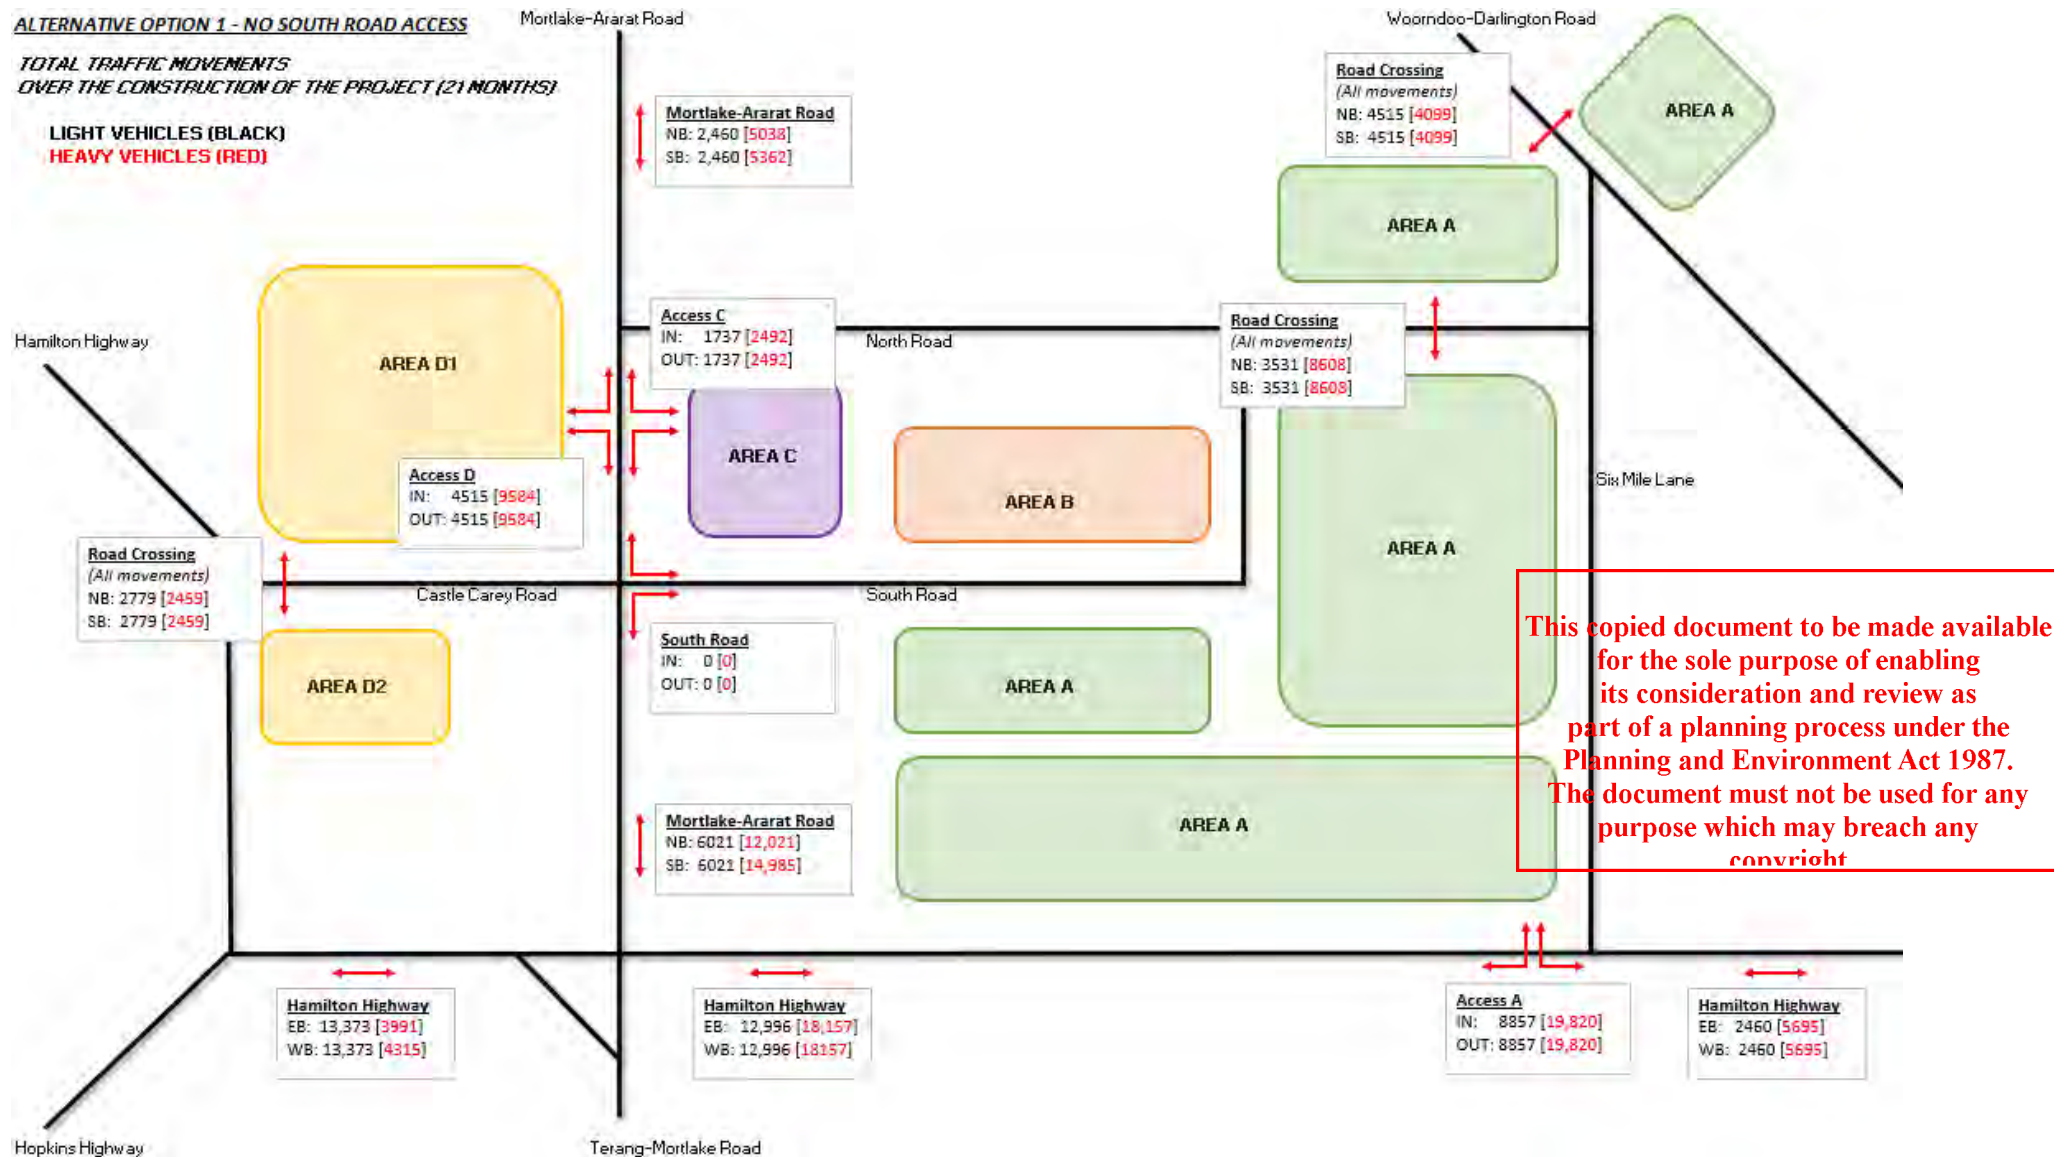 ALTERNATIVE OPTION 1 - NO SOUTH ROAD ACCESS
TOTAL TRAFFIC MOVEMENTS
OVER THE CONSTRUCTION OF THE PROJECT (21 MONTHS)
LIGHT VEHICLES (BLACK)
HEAVY VEHICLES (RED)
Mortlake-Ararat Road
Woorndoo-Darlington Road
Mortlake-Ararat Road
NB: 2,460 [5038]
SB: 2,460 [5362]
Road Crossing
(All movements)
NB: 4515 [4099]
SB: 4515 [4099]
AREA A
AREA A
Hamilton Highway
AREA D1
Access C
IN: 1737 [2492]
OUT: 1737 [2492]
North Road
Road Crossing
(All movements)
NB: 3531 [8608]
SB: 3531 [8608]
Access D
IN: 4515 [9584]
OUT: 4515 [9584]
AREA C
AREA B
Six Mile Lane
AREA A
Road Crossing
(All movements)
NB: 2779 [2459]
SB: 2779 [2459]
Castle Carey Road
South Road
South Road
IN: 0 [0]
OUT: 0 [0]
AREA D2
AREA A
This copied document to be made available
for the sole purpose of enabling
its consideration and review as
part of a planning process under the
Planning and Environment Act 1987.
The document must not be used for any
purpose which may breach any
copyright
Mortlake-Ararat Road
NB: 6021 [12,021]
SB: 6021 [14,985]
AREA A
Hamilton Highway
EB: 13,373 [3991]
WB: 13,373 [4315]
Hamilton Highway
EB: 12,996 [18,157]
WB: 12,996 [18157]
Access A
IN: 8857 [19,820]
OUT: 8857 [19,820]
Hamilton Highway
EB: 2460 [5695]
WB: 2460 [5695]
Hopkins Highway
Terang-Mortlake Road